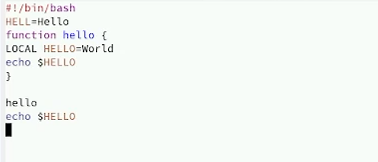 #!/bin/bash
HELL=Hello
function hello {
LOCAL HELLO=World
echo $HELLO
}
hello
echo $HELLO